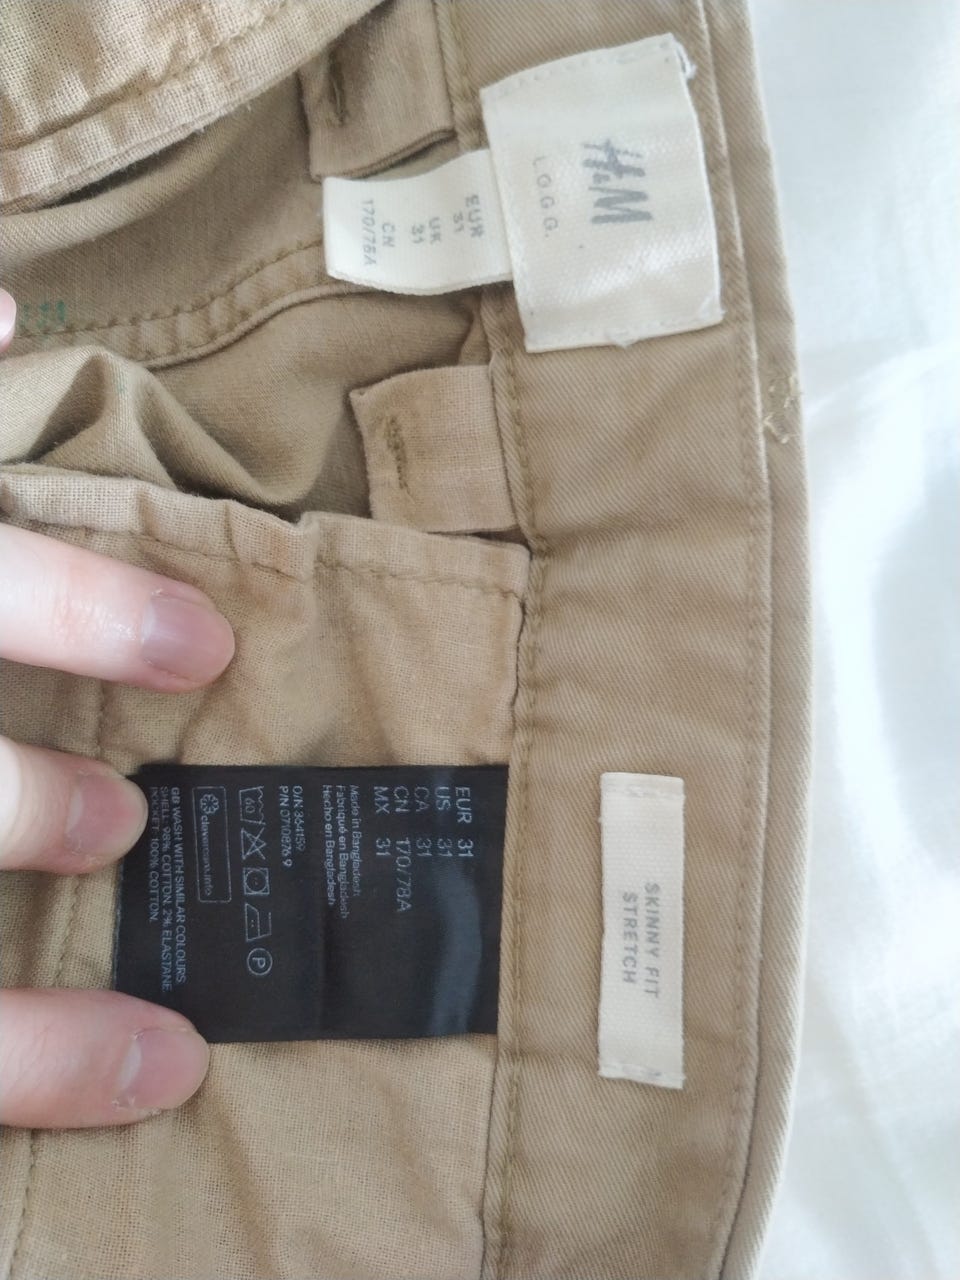 H&M
L.O.G.G.
EUR
31
UK
31
CN
170/78A
EUR 31
US 31
CA 31
CN 170/78A
MX 31
Made in Bangladesh
Fabriqué en Bangladesh
Hecho en Bangladesh
O/N 364159
P/N 0710876 9
60
P
clevercare.info
GB WASH WITH SIMILAR COLOURS
SHELL: 98% COTTON, 2% ELASTANE.
POCKET: 100% COTTON.
SKINNY FIT
STRETCH